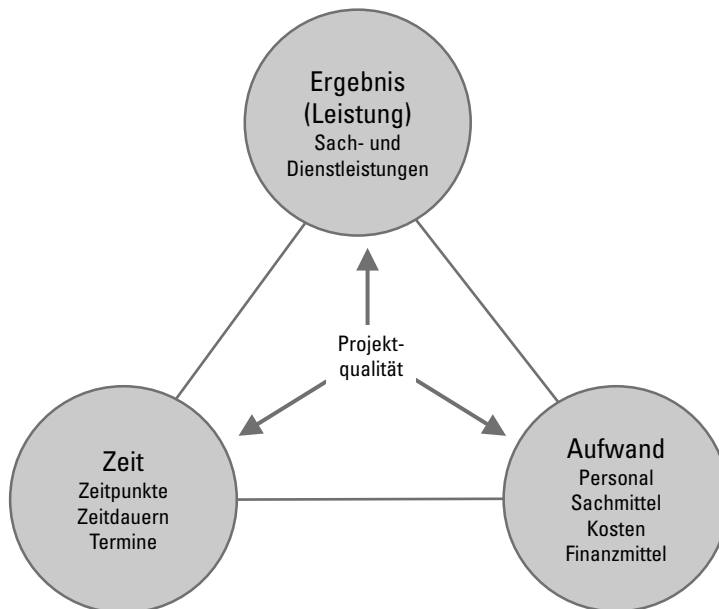 Ergebnis
(Leistung)
Sach- und
Dienstleistungen
Projekt-
qualität
Zeit
Zeitpunkte
Zeitdauern
Termine
Aufwand
Personal
Sachmittel
Kosten
Finanzmittel